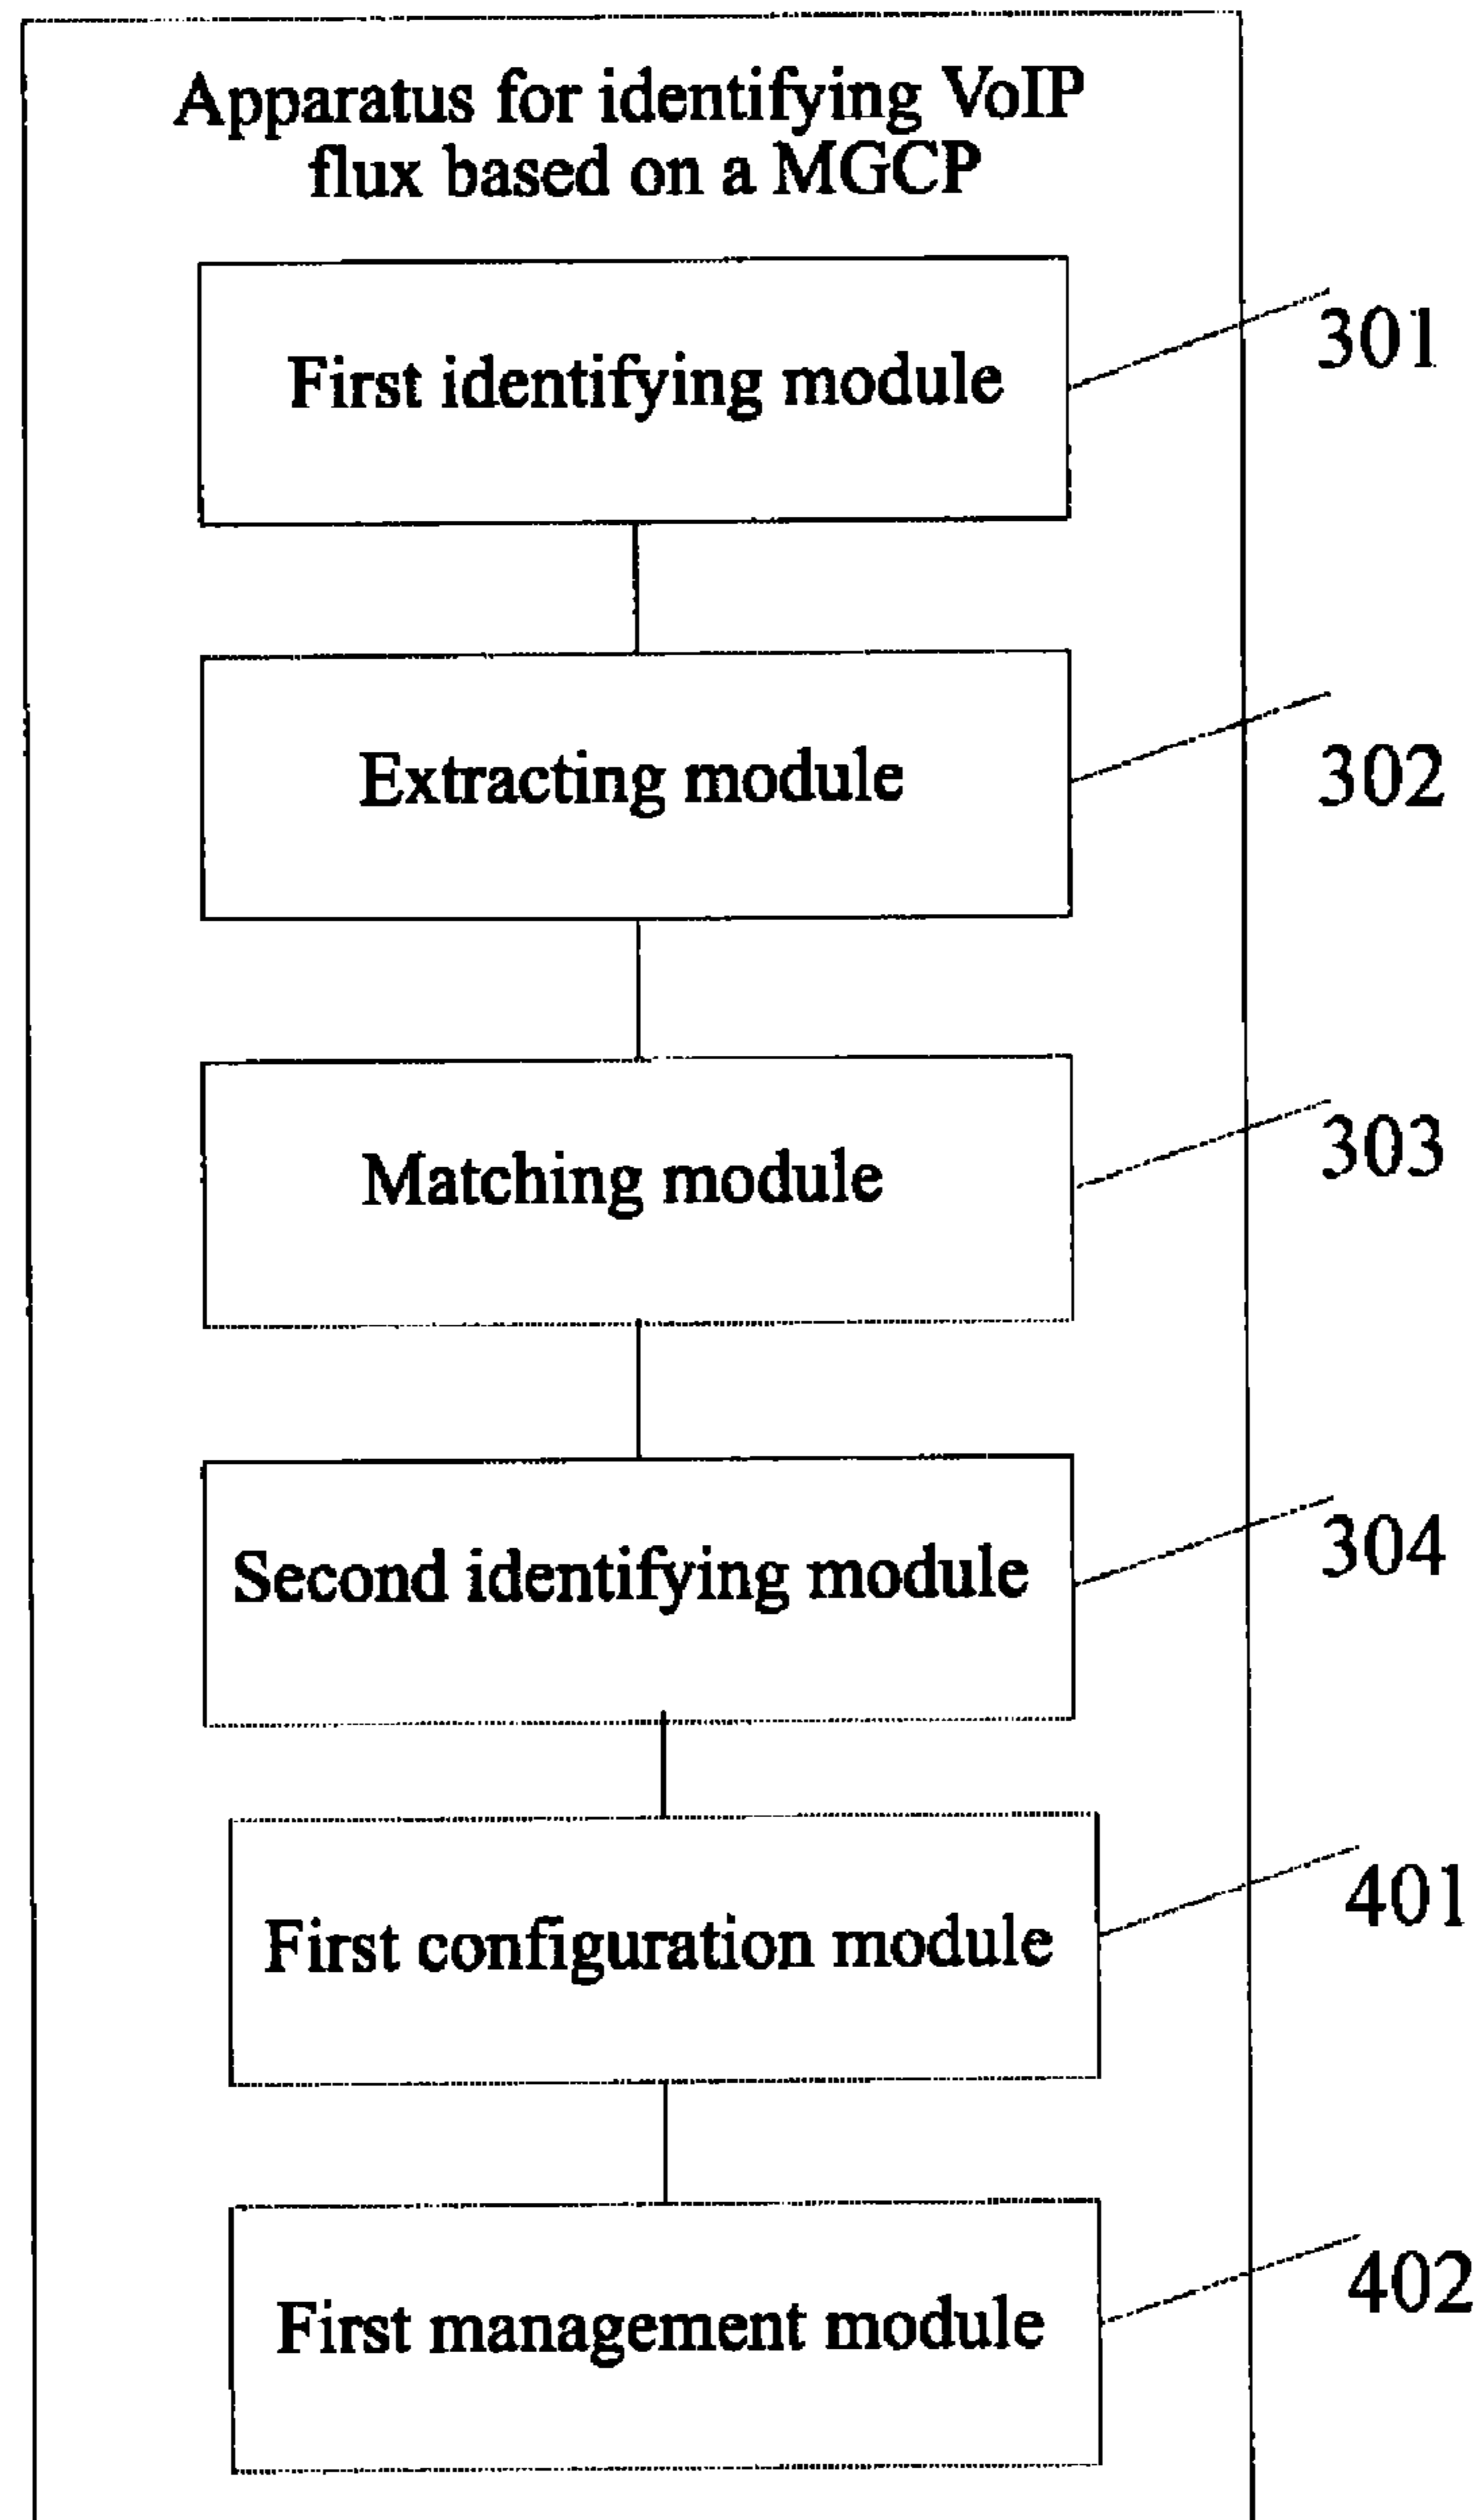 Apparatus for identifying VoIP
flux based on a MGCP
First identifying module
301
Extracting module
302
Matching module
303
Second identifying module
304
First configuration module
401
First management module
402